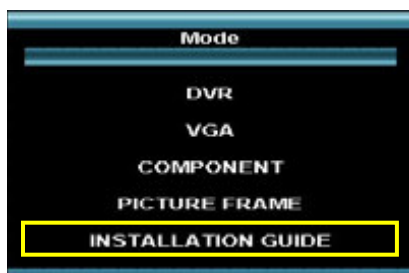 Mode
DVR
VGA
COMPONENT
PICTURE FRAME
INSTALLATION GUIDE